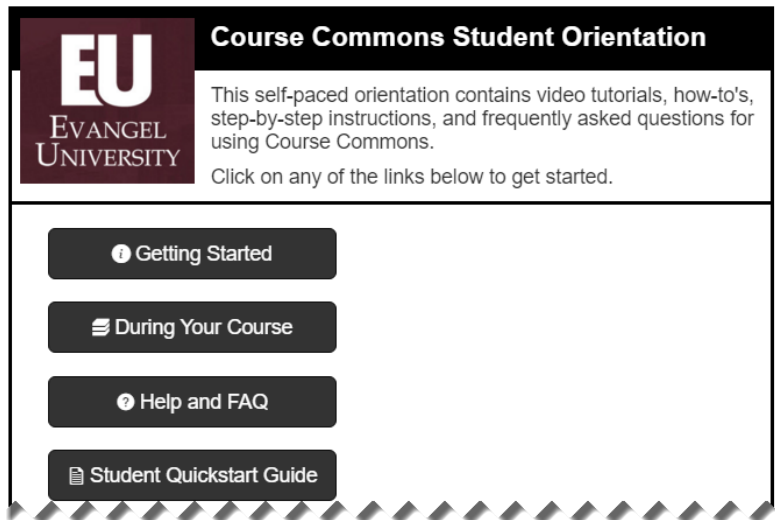 EU
EVANGEL
UNIVERSITY
Course Commons Student Orientation
This self-paced orientation contains video tutorials, how-to's,
step-by-step instructions, and frequently asked questions for
using Course Commons.
Click on any of the links below to get started.
Getting Started
During Your Course
Help and FAQ
Student Quickstart Guide